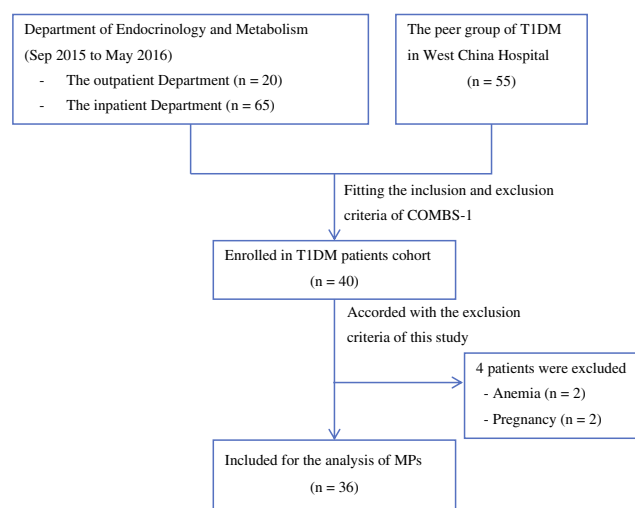 Department of Endocrinology and Metabolism
(Sep 2015 to May 2016)
- The outpatient Department (n = 20)
- The inpatient Department (n = 65)
The peer group of T1DM
in West China Hospital
(n = 55)
Fitting the inclusion and exclusion
criteria of COMBS-1
Enrolled in T1DM patients cohort
(n = 40)
Accorded with the exclusion
criteria of this study
4 patients were excluded
- Anemia (n = 2)
- Pregnancy (n = 2)
Included for the analysis of MPs
(n = 36)